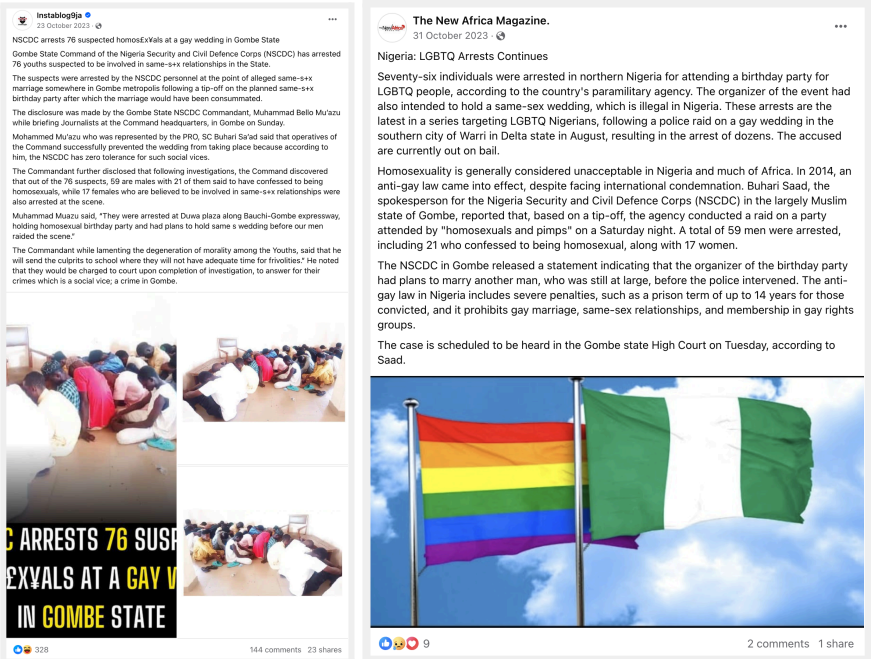 Instablog9ja
23 October 2023 ·
NSCDC arrests 76 suspected homos£x¥als at a gay wedding in Gombe State
Gombe State Command of the Nigeria Security and Civil Defence Corps (NSCDC) has arrested
76 youths suspected to be involved in same-s+x relationships in the State.
The suspects were arrested by the NSCDC personnel at the point of alleged same-s+x
marriage somewhere in Gombe metropolis following a tip-off on the planned same-s+x
birthday party after which the marriage would have been consummated.
The disclosure was made by the Gombe State NSCDC Commandant, Muhammad Bello Mu'azu
while briefing Journalists at the Command headquarters, in Gombe on Sunday.
Mohammed Mu'azu who was represented by the PRO, SC Buhari Sa'ad said that operatives of
the Command successfully prevented the wedding from taking place because according to
him, the NSCDC has zero tolerance for such social vices.
The Commandant further disclosed that following investigations, the Command discovered
that out of the 76 suspects, 59 are males with 21 of them said to have confessed to being
homosexuals, while 17 females who are believed to be involved in same-s+x relationships were
also arrested at the scene.
Muhammad Muazu said, "They were arrested at Duwa plaza along Bauchi-Gombe expressway,
holding homosexual birthday party and had plans to hold same s wedding before our men
raided the scene."
The Commandant while lamenting the degeneration of morality among the Youths, said that he
will send the culprits to school where they will not have adequate time for frivolities." He noted
that they would be charged to court upon completion of investigation, to answer for their
crimes which is a social vice; a crime in Gombe.
C ARRESTS 76 SUSP
£X¥ALS AT A GAY W
IN GOMBE STATE
328
144 comments 23 shares
The New Africa Magazine.
31 October 2023 ·
Nigeria: LGBTQ Arrests Continues
Seventy-six individuals were arrested in northern Nigeria for attending a birthday party for
LGBTQ people, according to the country's paramilitary agency. The organizer of the event had
also intended to hold a same-sex wedding, which is illegal in Nigeria. These arrests are the
latest in a series targeting LGBTQ Nigerians, following a police raid on a gay wedding in the
southern city of Warri in Delta state in August, resulting in the arrest of dozens. The accused
are currently out on bail.
Homosexuality is generally considered unacceptable in Nigeria and much of Africa. In 2014, an
anti-gay law came into effect, despite facing international condemnation. Buhari Saad, the
spokesperson for the Nigeria Security and Civil Defence Corps (NSCDC) in the largely Muslim
state of Gombe, reported that, based on a tip-off, the agency conducted a raid on a party
attended by "homosexuals and pimps" on a Saturday night. A total of 59 men were arrested,
including 21 who confessed to being homosexual, along with 17 women.
The NSCDC in Gombe released a statement indicating that the organizer of the birthday party
had plans to marry another man, who was still at large, before the police intervened. The anti-
gay law in Nigeria includes severe penalties, such as a prison term of up to 14 years for those
convicted, and it prohibits gay marriage, same-sex relationships, and membership in gay rights
groups.
The case is scheduled to be heard in the Gombe state High Court on Tuesday, according to
Saad.
9
2 comments 1 share